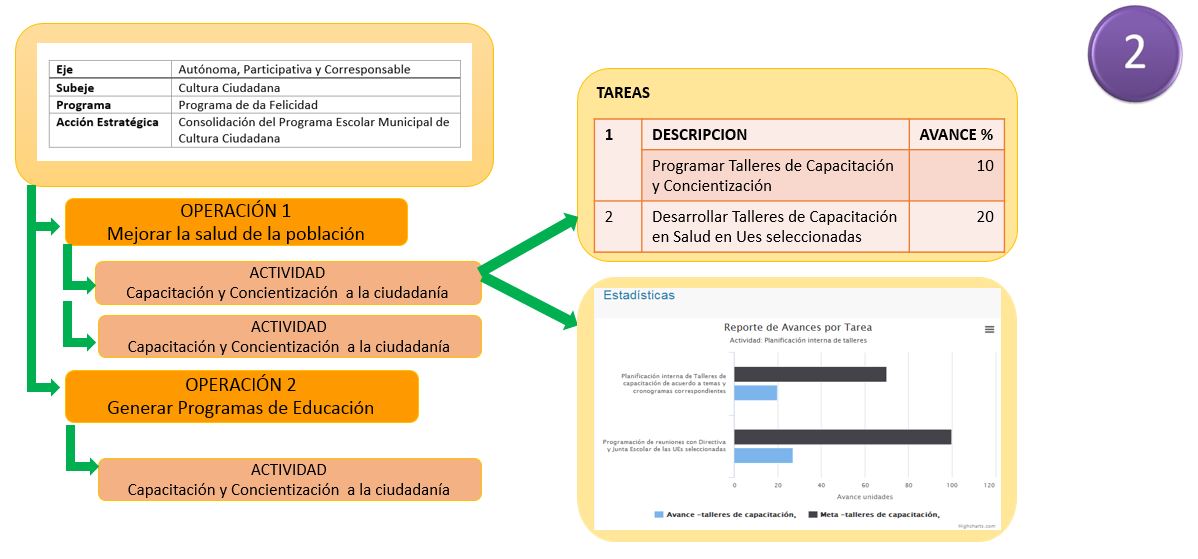 2
Eje Autónoma, Participativa y Corresponsable
Subeje Cultura Ciudadana
Programa Programa de da Felicidad
Acción Estratégica Consolidación del Programa Escolar Municipal de
Cultura Ciudadana
OPERACIÓN 1
Mejorar la salud de la población
ACTIVIDAD
Capacitación y Concientización a la ciudadanía
ACTIVIDAD
Capacitación y Concientización a la ciudadanía
OPERACIÓN 2
Generar Programas de Educación
ACTIVIDAD
Capacitación y Concientización a la ciudadanía
TAREAS
1 DESCRIPCION AVANCE %
Programar Talleres de Capacitación 10
y Concientización
2 Desarrollar Talleres de Capacitación 20
en Salud en Ues seleccionadas
Estadísticas
Reporte de Avances por Tarea
Actividad: Planificación interna de talleres
Planificación interna de Talleres de
capacitación de acuerdo a temas y
cronogramas correspondientes
Programación de reuniones con Directiva
y Junta Escolar de las UEs seleccionadas
0 20 40 60 80 100 120
Avance unidades
Avance -talleres de capacitación, Meta -talleres de capacitación,
Highcharts.com